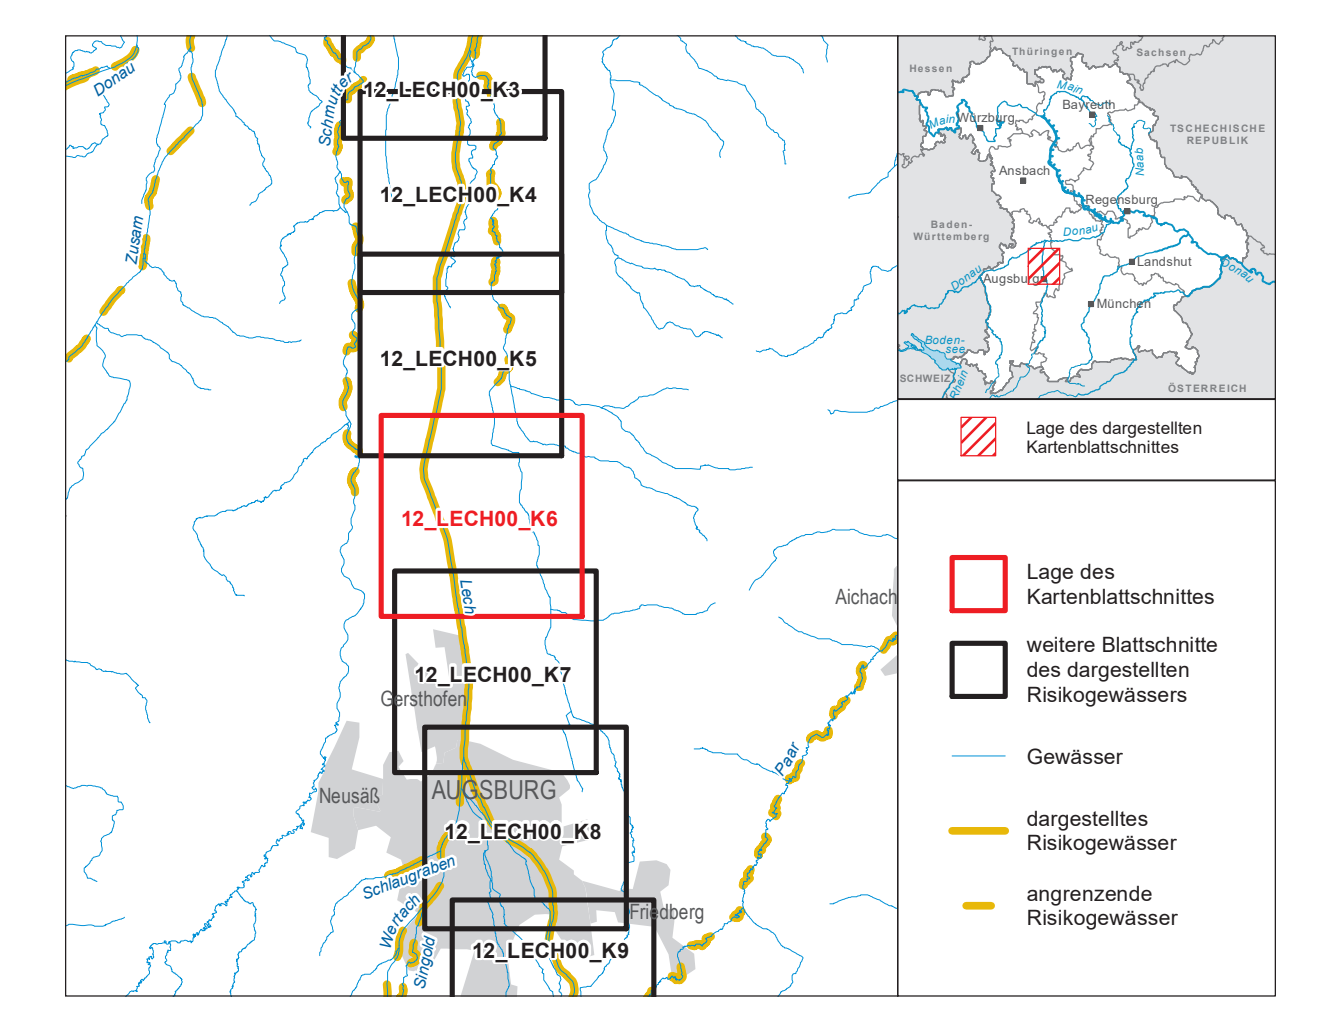 Donau
Schmutter
12_LECH00_K3
12_LECH00_K4
Zusam
12_LECH00_K5
12_LECH00_K6
Lech
Aichach
12_LECH00_K7
Gersthofen
Paar
Neusäß
AUGSBURG
12_LECH00_K8
Schlaugraben
Wertach
Friedberg
Singold
12_LECH00_K9
Thüringen
Sachsen
Hessen
Main
Bayreuth
Main
Würzburg
TSCHECHISCHE
REPUBLIK
Naab
Ansbach
Regensburg
Baden-
Württemberg
Donau
Landshut
Donau
Donau
Augsburg
München
Boden-
see
SCHWEIZ
Rhein
ÖSTERREICH
Lage des dargestellten
Kartenblattschnittes
Lage des
Kartenblattschnittes
weitere Blattschnitte
des dargestellten
Risikogewässers
Gewässer
dargestelltes
Risikogewässer
angrenzende
Risikogewässer